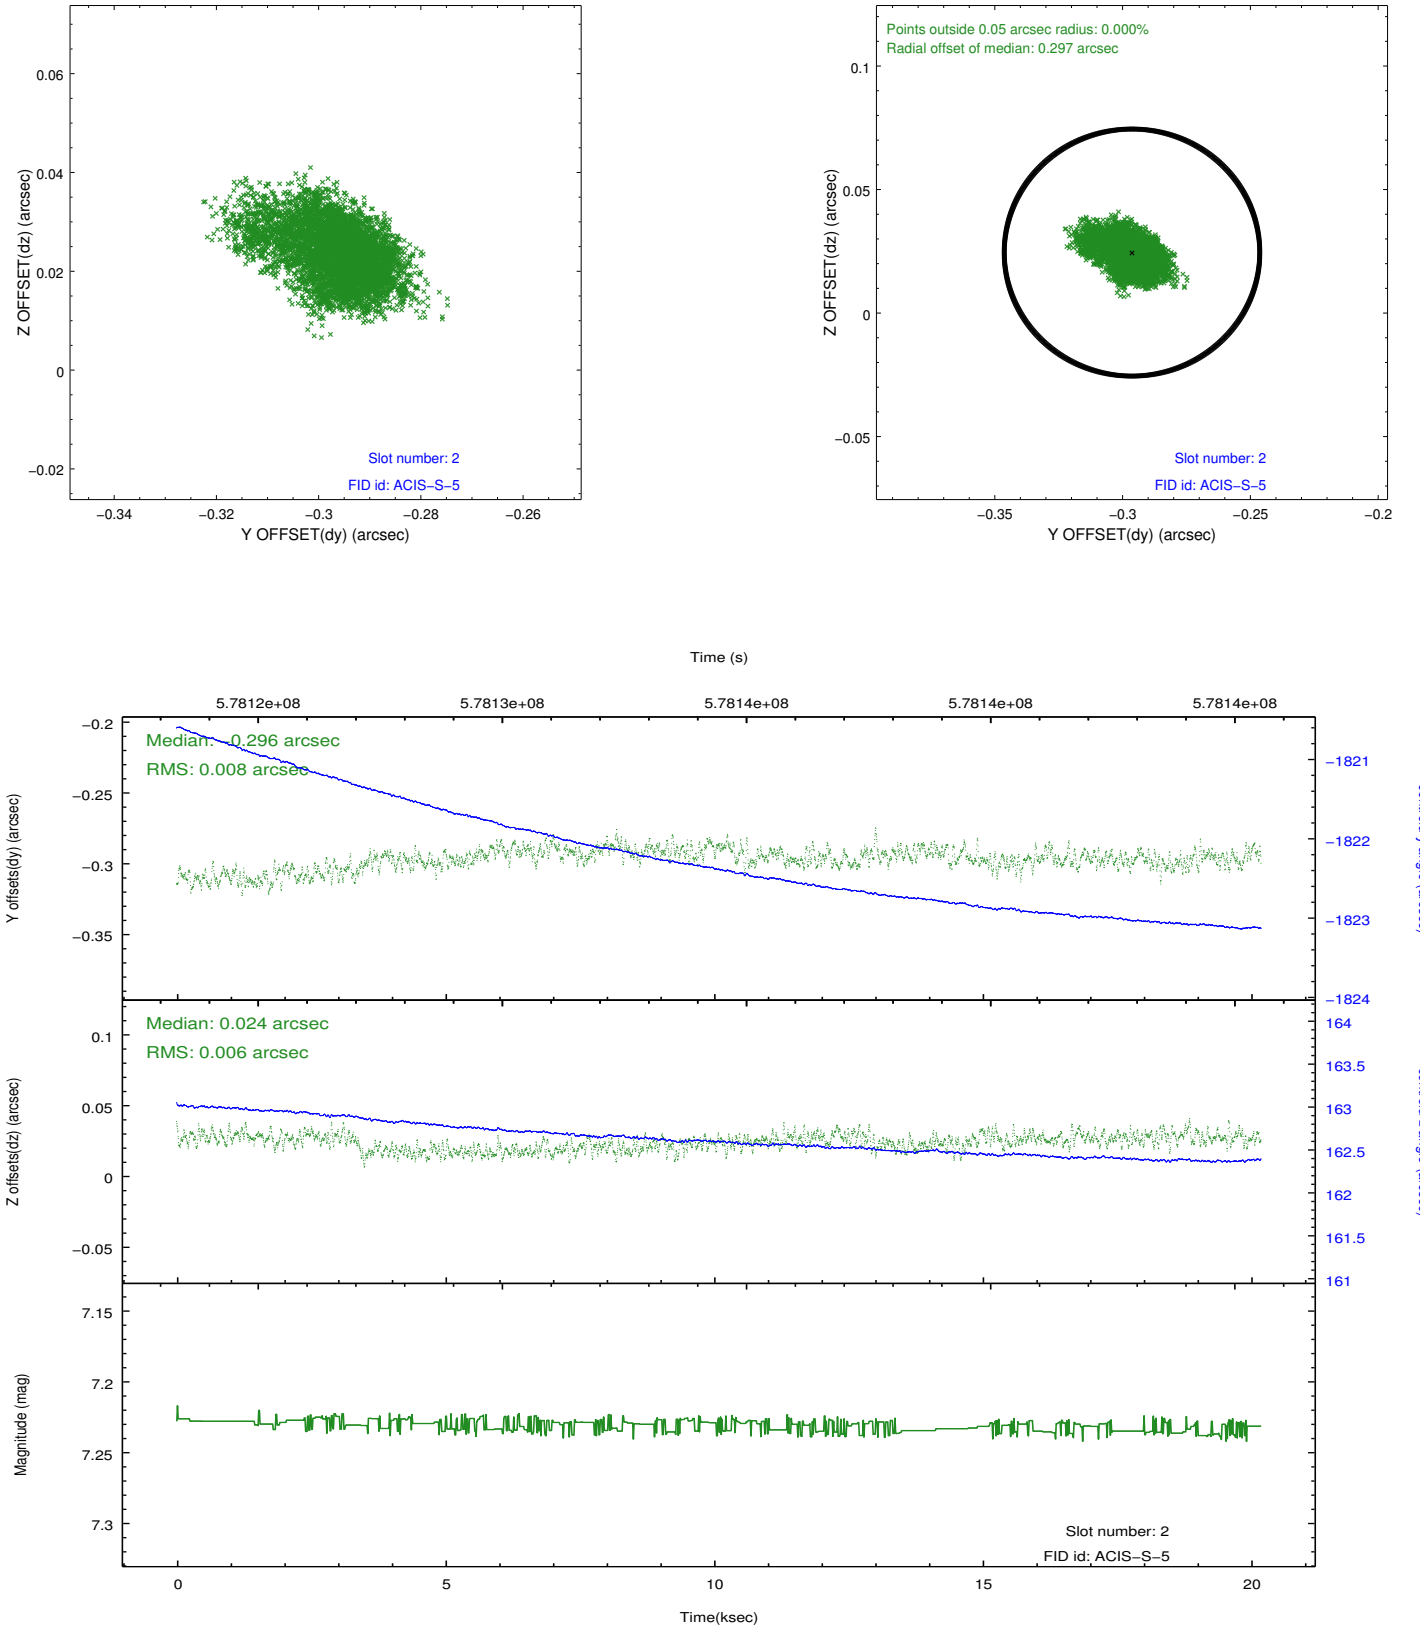 0.06
0.04
0.02
0
−0.02
Z OFFSET(dz) (arcsec)
Slot number: 2
FID id: ACIS−S−5
−0.34
−0.32
−0.3
−0.28
−0.26
Y OFFSET(dy) (arcsec)
Points outside 0.05 arcsec radius: 0.000%
Radial offset of median: 0.297 arcsec
0.1
0.05
0
−0.05
Z OFFSET(dz) (arcsec)
Slot number: 2
FID id: ACIS−S−5
−0.35
−0.3
−0.25
−0.2
Y OFFSET(dy) (arcsec)
Time (s)
5.7812e+08
5.7813e+08
5.7814e+08
5.7814e+08
5.7814e+08
Median: −0.296 arcsec
RMS: 0.008 arcsec
−0.2
−0.25
−0.3
−0.35
Y offsets(dy) (arcsec)
−1821
−1822
−1823
−1824
Median: 0.024 arcsec
RMS: 0.006 arcsec
0.1
0.05
0
−0.05
Z offsets(dz) (arcsec)
164
163.5
163
162.5
162
161.5
161
7.15
7.2
7.25
7.3
Magnitude (mag)
Slot number: 2
FID id: ACIS−S−5
0
5
10
15
20
Time(ksec)